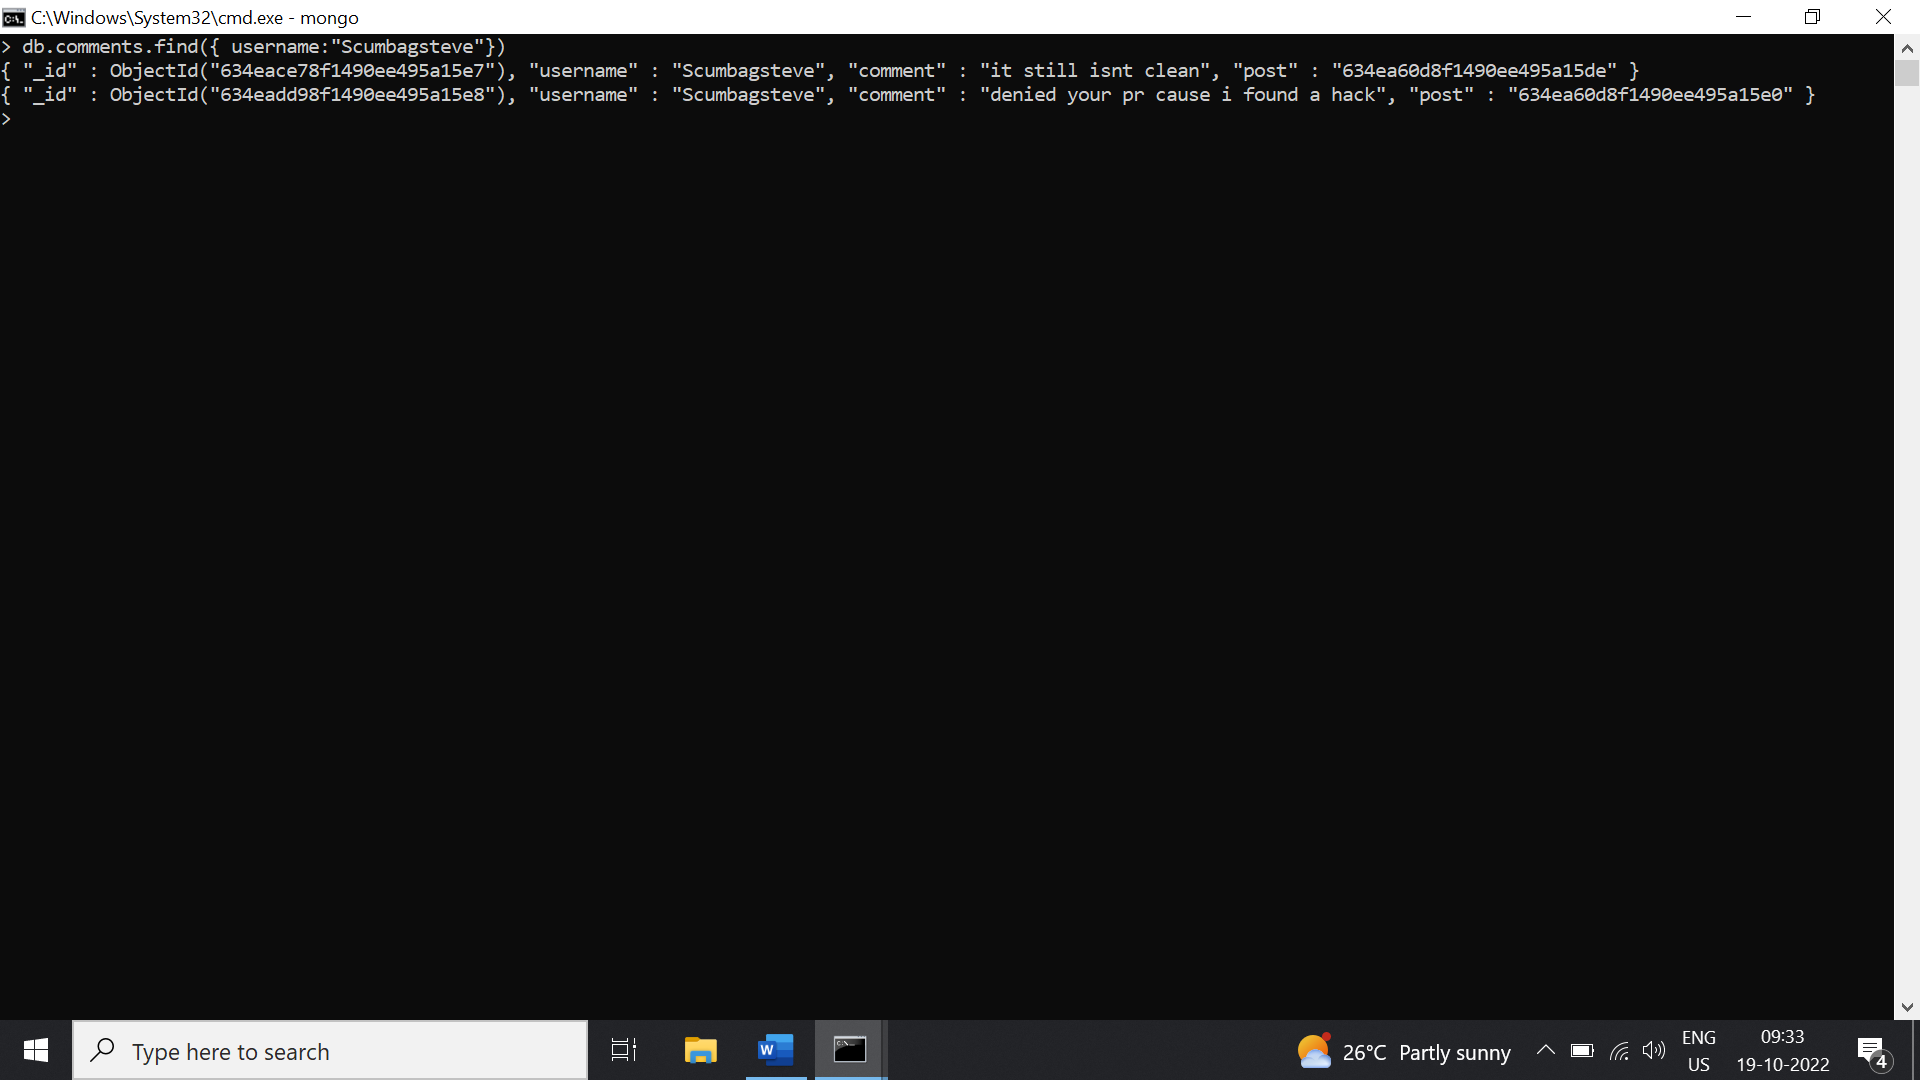 C:\Windows\System32\cmd.exe - mongo
> db.comments.find({ username:"Scumbagsteve"})
{ "_id" : ObjectId("634eace78f1490ee495a15e7"), "username" : "Scumbagsteve", "comment" : "it still isnt clean", "post" : "634ea60d8f1490ee495a15de" }
{ "_id" : ObjectId("634eadd98f1490ee495a15e8"), "username" : "Scumbagsteve", "comment" : "denied your pr cause i found a hack", "post" : "634ea60d8f1490ee495a15e0" }
>
Type here to search
W
26°C Partly sunny
ENG
US
09:33
19-10-2022
4